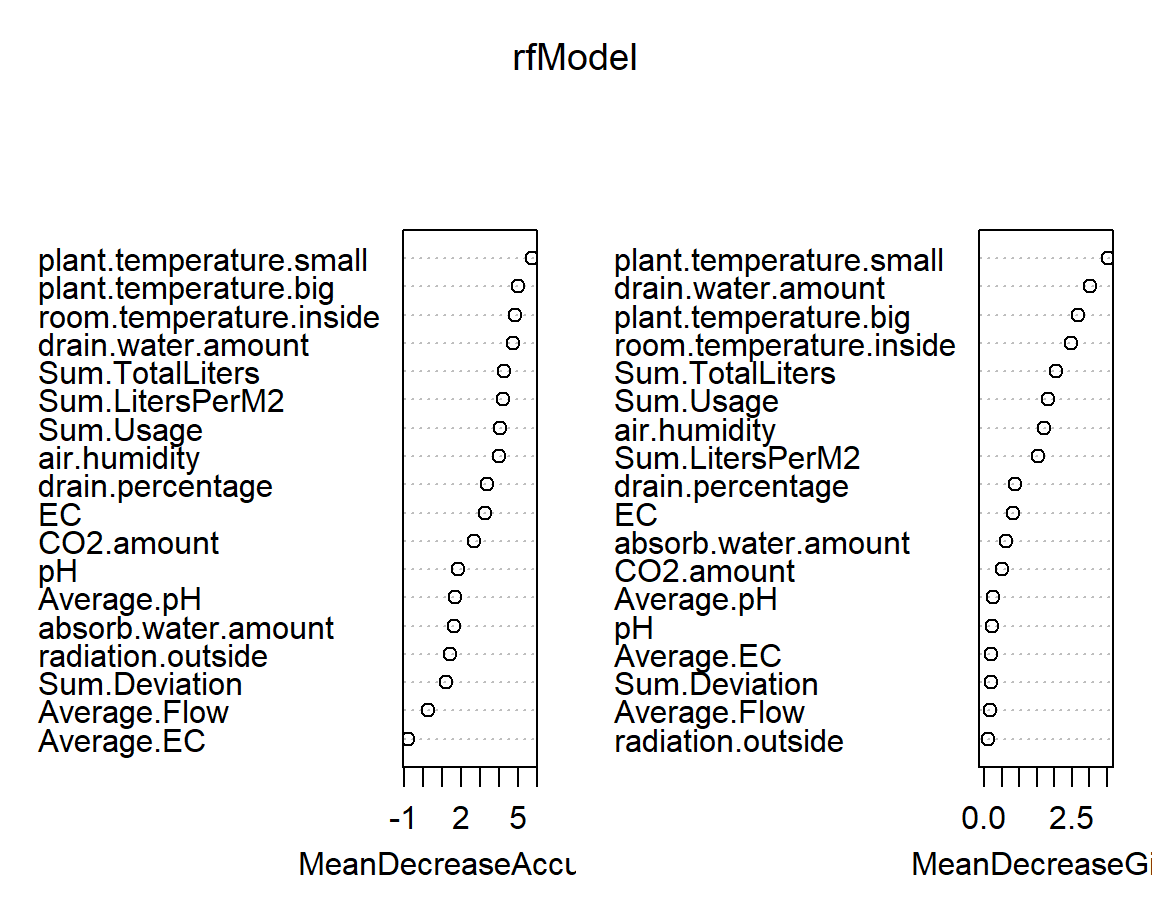 rfModel
plant.temperature.small
plant.temperature.big
room.temperature.inside
drain.water.amount
Sum.TotalLiters
Sum.LitersPerM2
Sum.Usage
air.humidity
drain.percentage
EC
CO2.amount
pH
Average.pH
absorb.water.amount
radiation.outside
Sum.Deviation
Average.Flow
Average.EC
-1 2 5
MeanDecreaseAccu
plant.temperature.small
drain.water.amount
plant.temperature.big
room.temperature.inside
Sum.TotalLiters
Sum.Usage
air.humidity
Sum.LitersPerM2
drain.percentage
EC
absorb.water.amount
CO2.amount
Average.pH
pH
Average.EC
Sum.Deviation
Average.Flow
radiation.outside
0.0 2.5
MeanDecreaseGi